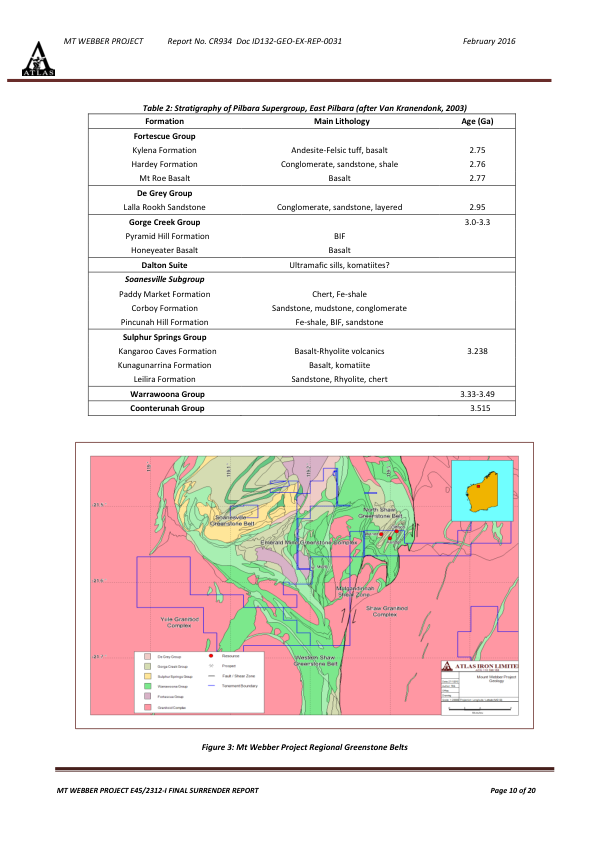 MT WEBBER PROJECT Report No. CR934 Doc ID132-GEO-EX-REP-0031 February 2016
ATLAS
Table 2: Stratigraphy of Pilbara Supergroup, East Pilbara (after Van Kranendonk, 2003)
Formation Main Lithology Age (Ga)
Fortescue Group
Kylena Formation Andesite-Felsic tuff, basalt 2.75
Hardey Formation Conglomerate, sandstone, shale 2.76
Mt Roe Basalt Basalt 2.77
De Grey Group
Lalla Rookh Sandstone Conglomerate, sandstone, layered 2.95
Gorge Creek Group 3.0-3.3
Pyramid Hill Formation BIF
Honeyeater Basalt Basalt
Dalton Suite Ultramafic sills, komatiites?
Soanesville Subgroup
Paddy Market Formation Chert, Fe-shale
Corboy Formation Sandstone, mudstone, conglomerate
Pincunah Hill Formation Fe-shale, BIF, sandstone
Sulphur Springs Group
Kangaroo Caves Formation Basalt-Rhyolite volcanics 3.238
Kunagunarrina Formation Basalt, komatiite
Leilira Formation Sandstone, Rhyolite, chert
Warrawoona Group 3.33-3.49
Coonterunah Group 3.515
North Shaw
Greenstone Belt
Soanesville
Greenstone Belt
Emerald Mine Greenstone Complex
Mulgandinnah
Shear Zone
Shaw Granitoid
Complex
Yule Granitoid
Complex
Western Shaw
Greenstone Belt
De Grey Group
Gorge Creek Group
Sulphur Springs Group
Warrawoona Group
Fortescue Group
Granitoid Complex
Resource
Prospect
Fault / Shear Zone
Tenement Boundary
ATLAS IRON LIMITE
Mount Webber Project
Geology
Figure 3: Mt Webber Project Regional Greenstone Belts
MT WEBBER PROJECT E45/2312-I FINAL SURRENDER REPORT Page 10 of 20